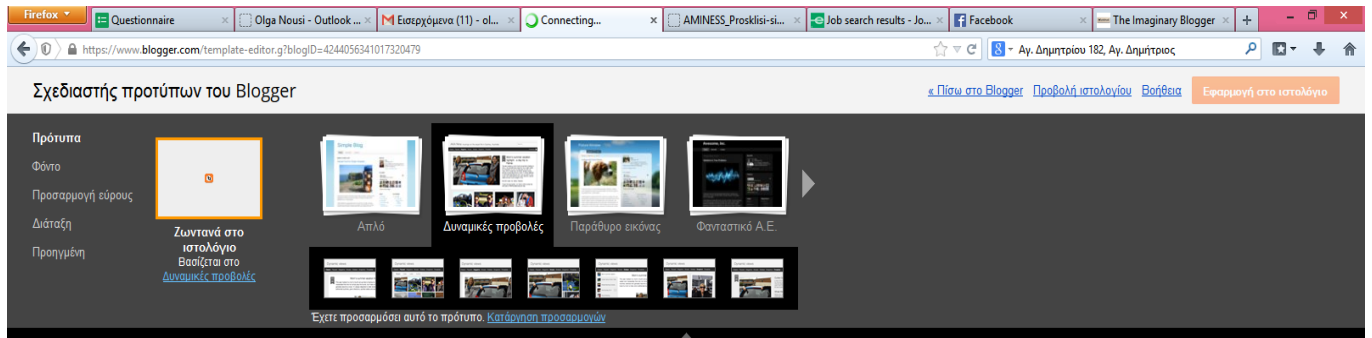 Firefox
Questionnaire
Olga Nousi - Outlook ...
Εισερχόμενα (11) - ol...
Connecting...
AMINESS_Prosklisi-si...
Job search results - Jo...
Facebook
The Imaginary Blogger
https://www.blogger.com/template-editor.g?blogID=4244056341017320479
Αγ. Δημητρίου 182, Αγ. Δημήτριος
Σχεδιαστής προτύπων του Blogger
« Πίσω στο Blogger Προβολή ιστολογίου Βοήθεια Εφαρμογή στο ιστολόγιο
Πρότυπα
Φόντο
Προσαρμογή εύρους
Διάταξη
Προηγμένη
Ζωντανά στο
ιστολόγιο
Βασίζεται στο
Δυναμικές προβολές
Simple Blog
Απλό
Δυναμικές προβολές
Παράθυρο εικόνας
Φανταστικό Α.Ε.
Έχετε προσαρμόσει αυτό το πρότυπο. Κατάργηση προσαρμογών